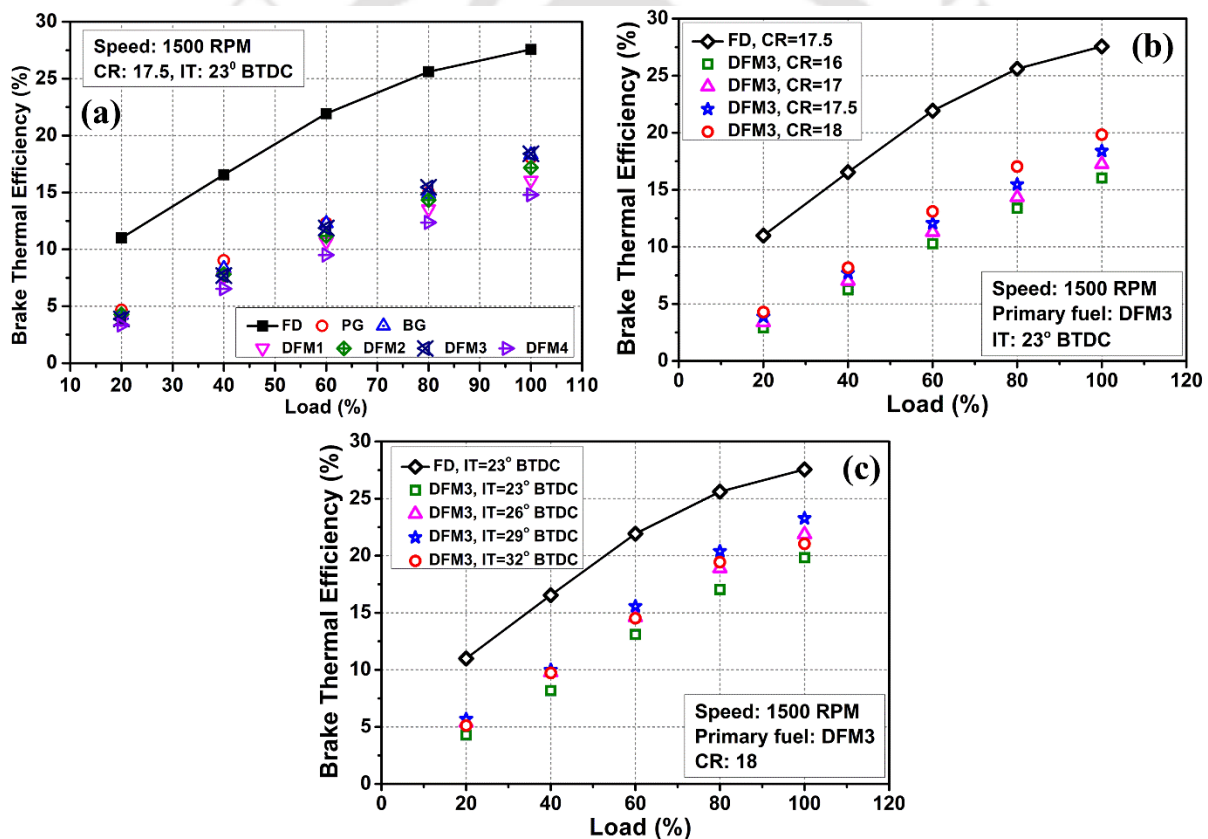 30
25
20
15
10
5
0
Brake Thermal Efficiency (%)
Speed: 1500 RPM
CR: 17.5, IT: 23⁰ BTDC
(a)
FD PG BG
DFM1 DFM2 DFM3 DFM4
10 20 30 40 50 60 70 80 90 100 110
Load (%)
30
25
20
15
10
5
0
Brake Thermal Efficiency (%)
FD, CR=17.5
DFM3, CR=16
DFM3, CR=17
DFM3, CR=17.5
DFM3, CR=18
(b)
Speed: 1500 RPM
Primary fuel: DFM3
IT: 23⁰ BTDC
0 20 40 60 80 100 120
Load (%)
30
25
20
15
10
5
0
Brake Thermal Efficiency (%)
FD, IT=23° BTDC
DFM3, IT=23° BTDC
DFM3, IT=26° BTDC
DFM3, IT=29° BTDC
DFM3, IT=32° BTDC
(c)
Speed: 1500 RPM
Primary fuel: DFM3
CR: 18
0 20 40 60 80 100 120
Load (%)